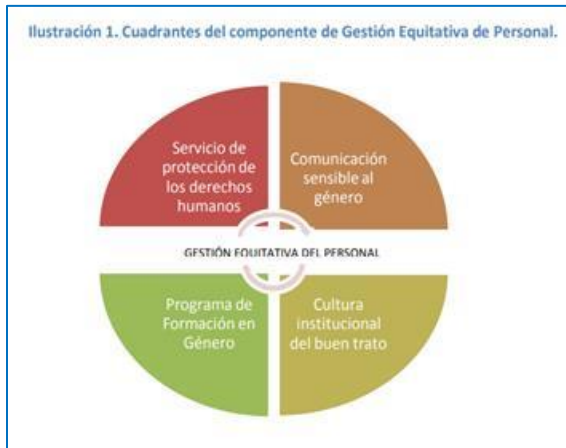 Ilustración 1. Cuadrantes del componente de Gestión Equitativa de Personal.
Servicio de
protección de
los derechos
humanos
Comunicación
sensible al
género
GESTIÓN EQUITATIVA DEL PERSONAL
Programa de
Formación en
Género
Cultura
institucional
del buen trato